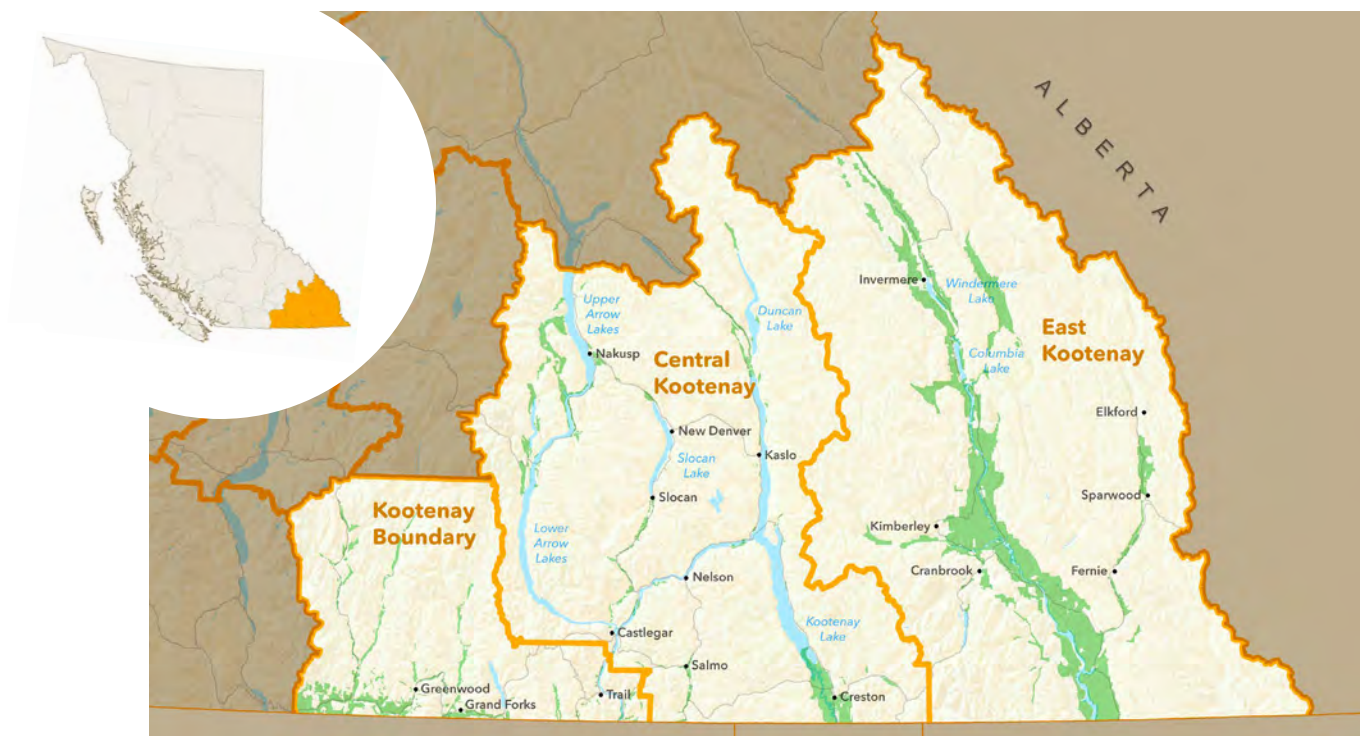 ALBERTA
Invermere
Windermere
Lake
Upper
Arrow
Lakes
Duncan
Lake
East
Kootenay
Nakusp
Central
Kootenay
Columbia
Lake
Elkford
New Denver
Kaslo
Slocan
Lake
Slocan
Sparwood
Kootenay
Boundary
Lower
Arrow
Lakes
Kimberley
Cranbrook
Fernie
Nelson
Castlegar
Kootenay
Lake
Salmo
Greenwood
Grand Forks
Trail
Creston